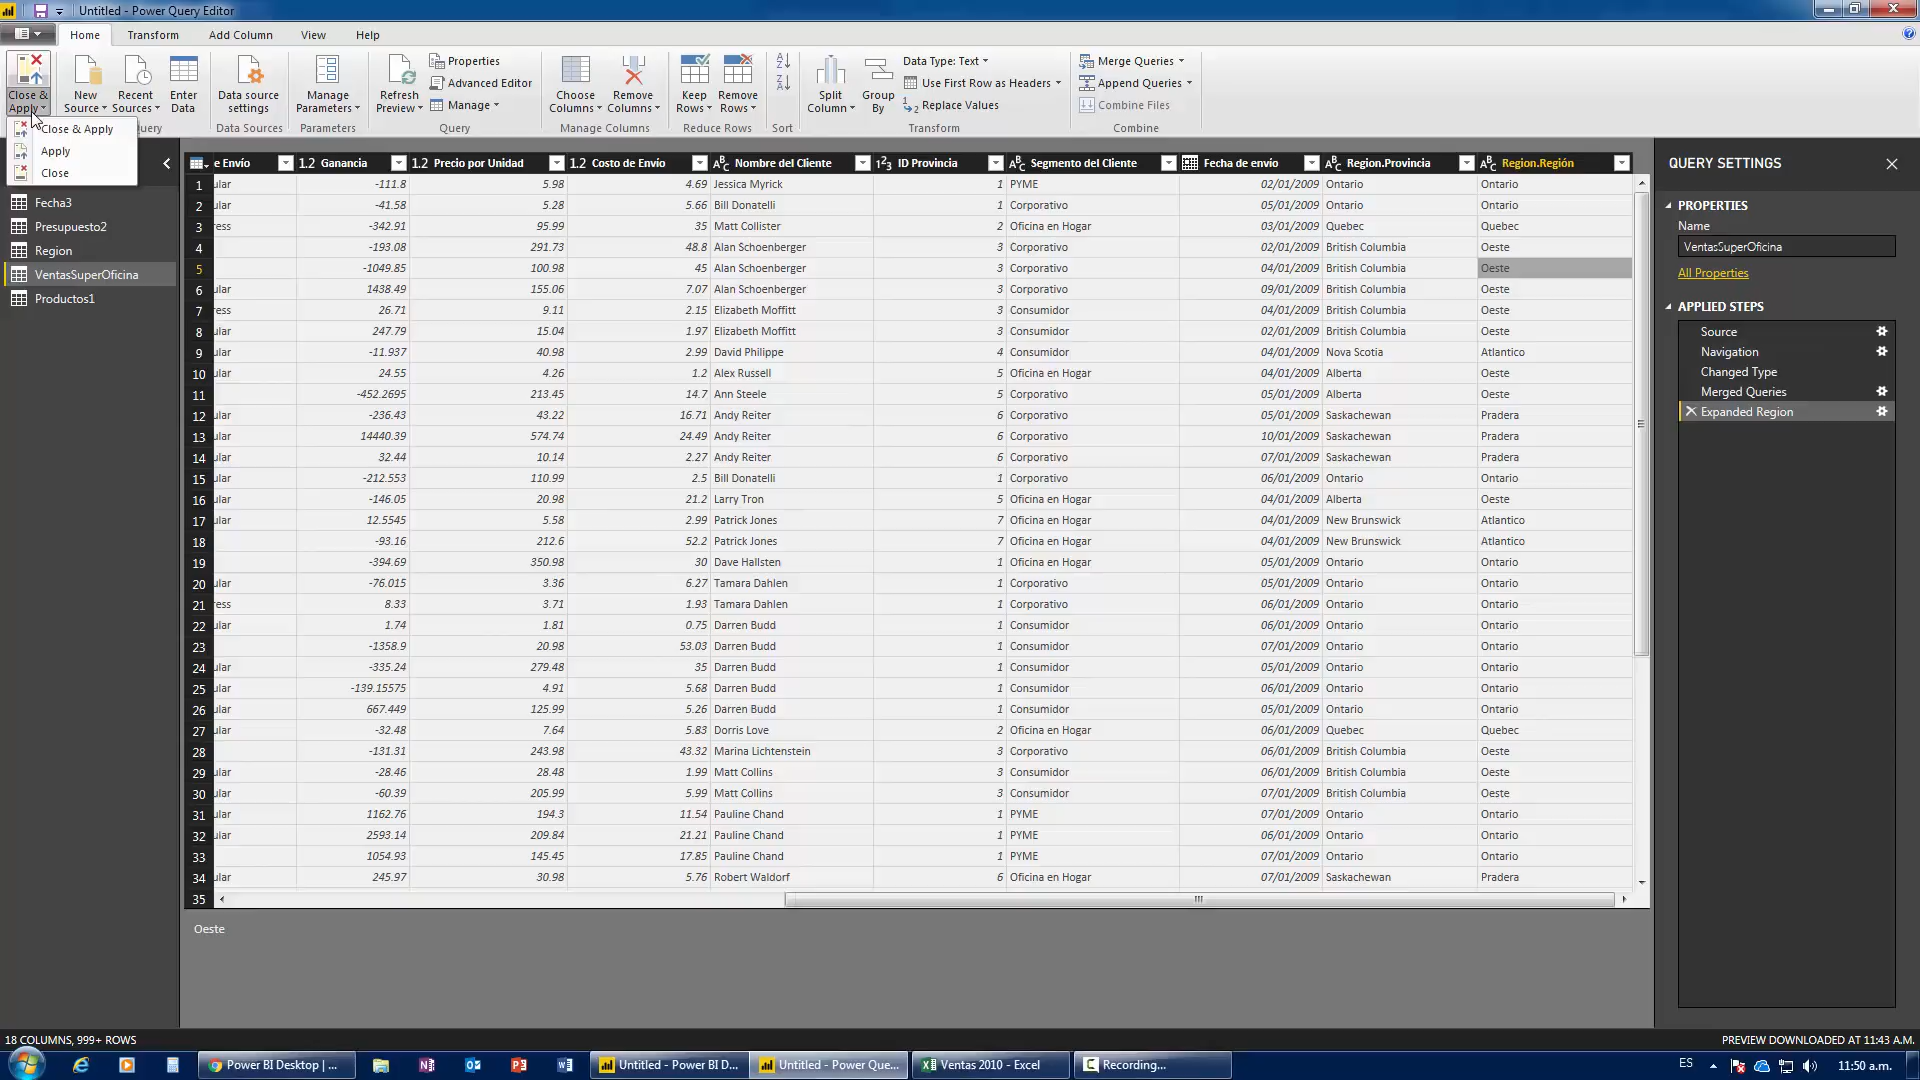 Untitled - Power Query Editor
Home Transform Add Column View Help
Close & Apply New Source Recent Sources Enter Data Data source settings Manage Parameters Refresh Preview Properties Advanced Editor Manage Choose Columns Remove Columns Keep Rows Remove Rows Split Column Group By Data Type: Text Use First Row as Headers Replace Values Merge Queries Append Queries Combine Files
Query Data Sources Parameters Query Manage Columns Reduce Rows Sort Transform Combine
Close & Apply
Apply
Close
Fecha3
Presupuesto2
Region
VentasSuperOficina
Productos1
e Envío 1.2 Ganancia 1.2 Precio por Unidad 1.2 Costo de Envío ABC Nombre del Cliente 123 ID Provincia ABC Segmento del Cliente Fecha de envío ABC Region.Provincia ABC Region.Región
1 ular -111.8 5.98 4.69 Jessica Myrick 1 PYME 02/01/2009 Ontario Ontario
2 ular -41.58 5.28 5.66 Bill Donatelli 1 Corporativo 05/01/2009 Ontario Ontario
3 ress -342.91 95.99 35 Matt Collister 2 Oficina en Hogar 03/01/2009 Quebec Quebec
4 -193.08 291.73 48.8 Alan Schoenberger 3 Corporativo 02/01/2009 British Columbia Oeste
5 -1049.85 100.98 45 Alan Schoenberger 3 Corporativo 04/01/2009 British Columbia Oeste
6 ular 1438.49 155.06 7.07 Alan Schoenberger 3 Corporativo 09/01/2009 British Columbia Oeste
7 ress 26.71 9.11 2.15 Elizabeth Moffitt 3 Consumidor 04/01/2009 British Columbia Oeste
8 ular 247.79 15.04 1.97 Elizabeth Moffitt 3 Consumidor 02/01/2009 British Columbia Oeste
9 ular -11.937 40.98 2.99 David Philippe 4 Consumidor 04/01/2009 Nova Scotia Atlantico
10 ular 24.55 4.26 1.2 Alex Russell 5 Oficina en Hogar 04/01/2009 Alberta Oeste
11 -452.2695 213.45 14.7 Ann Steele 5 Corporativo 04/01/2009 Alberta Oeste
12 ular -236.43 43.22 16.71 Andy Reiter 6 Corporativo 05/01/2009 Saskachewan Pradera
13 ular 14440.39 574.74 24.49 Andy Reiter 6 Corporativo 10/01/2009 Saskachewan Pradera
14 ular 32.44 10.14 2.27 Andy Reiter 6 Corporativo 07/01/2009 Saskachewan Pradera
15 ular -212.553 110.99 2.5 Bill Donatelli 1 Corporativo 06/01/2009 Ontario Ontario
16 ular -146.05 20.98 21.2 Larry Tron 5 Oficina en Hogar 04/01/2009 Alberta Oeste
17 ular 12.5545 5.58 2.99 Patrick Jones 7 Oficina en Hogar 04/01/2009 New Brunswick Atlantico
18 -93.16 212.6 52.2 Patrick Jones 7 Oficina en Hogar 04/01/2009 New Brunswick Atlantico
19 -394.69 350.98 30 Dave Hallsten 1 Oficina en Hogar 05/01/2009 Ontario Ontario
20 ular -76.015 3.36 6.27 Tamara Dahlen 1 Corporativo 05/01/2009 Ontario Ontario
21 ress 8.33 3.71 1.93 Tamara Dahlen 1 Corporativo 06/01/2009 Ontario Ontario
22 ular 1.74 1.81 0.75 Darren Budd 1 Consumidor 06/01/2009 Ontario Ontario
23 -1358.9 20.98 53.03 Darren Budd 1 Consumidor 07/01/2009 Ontario Ontario
24 ular -335.24 279.48 35 Darren Budd 1 Consumidor 05/01/2009 Ontario Ontario
25 ular -139.15575 4.91 5.68 Darren Budd 1 Consumidor 06/01/2009 Ontario Ontario
26 ular 667.449 125.99 5.26 Darren Budd 1 Consumidor 05/01/2009 Ontario Ontario
27 ular -32.48 7.64 5.83 Dorris Love 2 Oficina en Hogar 06/01/2009 Quebec Quebec
28 -131.31 243.98 43.32 Marina Lichtenstein 3 Corporativo 06/01/2009 British Columbia Oeste
29 ular -28.46 28.48 1.99 Matt Collins 3 Consumidor 06/01/2009 British Columbia Oeste
30 ular -60.39 205.99 5.99 Matt Collins 3 Consumidor 07/01/2009 British Columbia Oeste
31 ular 1162.76 194.3 11.54 Pauline Chand 1 PYME 07/01/2009 Ontario Ontario
32 ular 2593.14 209.84 21.21 Pauline Chand 1 PYME 06/01/2009 Ontario Ontario
33 1054.93 145.45 17.85 Pauline Chand 1 PYME 07/01/2009 Ontario Ontario
34 ular 245.97 30.98 5.76 Robert Waldorf 6 Oficina en Hogar 07/01/2009 Saskachewan Pradera
35
Oeste
QUERY SETTINGS
PROPERTIES
Name
VentasSuperOficina
All Properties
APPLIED STEPS
Source
Navigation
Changed Type
Merged Queries
Expanded Region
18 COLUMNS, 999+ ROWS PREVIEW DOWNLOADED AT 11:43 A.M.
Power BI Desktop | ... Untitled - Power BI D... Untitled - Power Que... Ventas 2010 - Excel Recording... ES 11:50 a.m.